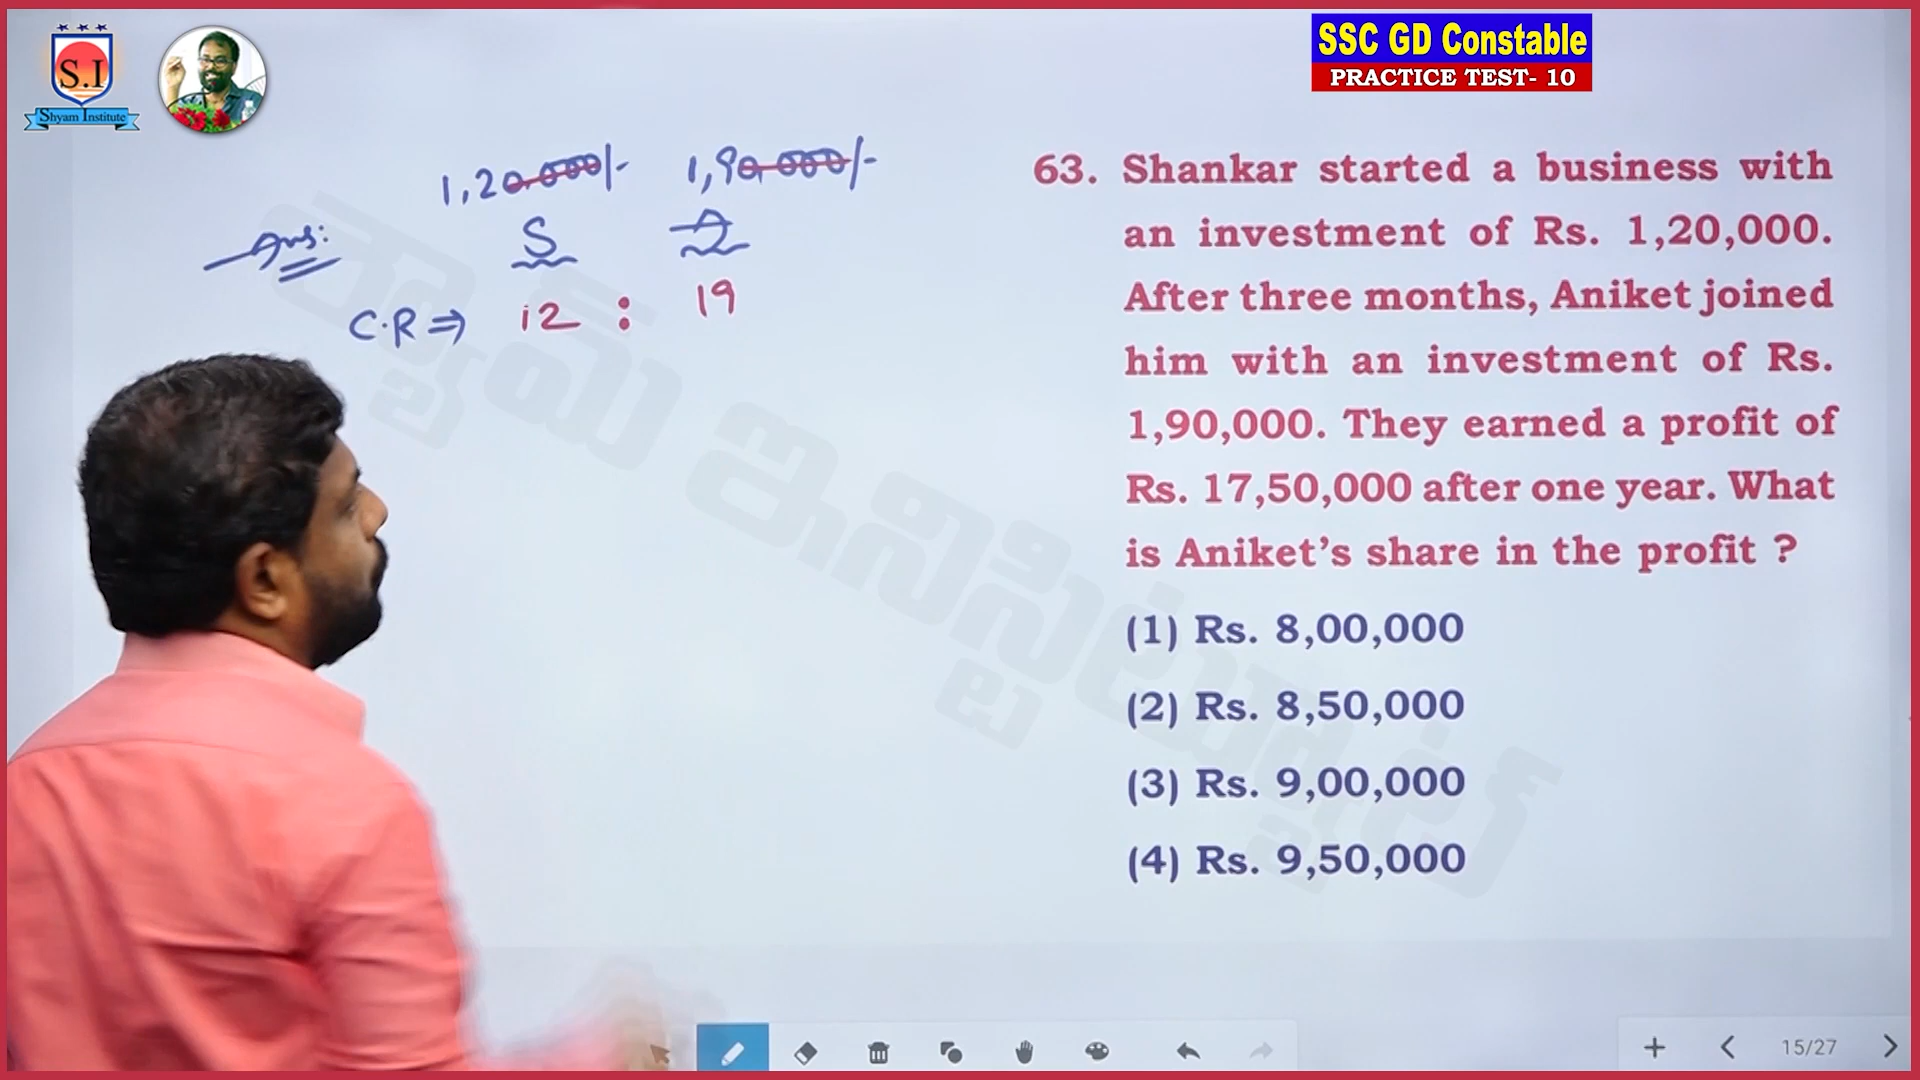 S.I
Shyam Institute
SSC GD Constable
PRACTICE TEST- 10
1,20,000/- 1,90,000/-
Ans:
S A
C.R ⇒ 12 : 19
63. Shankar started a business with
an investment of Rs. 1,20,000.
After three months, Aniket joined
him with an investment of Rs.
1,90,000. They earned a profit of
Rs. 17,50,000 after one year. What
is Aniket’s share in the profit ?
(1) Rs. 8,00,000
(2) Rs. 8,50,000
(3) Rs. 9,00,000
(4) Rs. 9,50,000
శ్యామ్ ఇన్స్టిట్యూట్
15/27